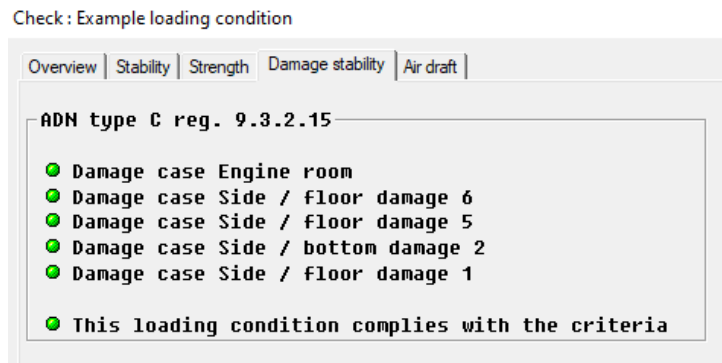 Check : Example loading condition
Overview Stability Strength Damage stability Air draft
ADN type C reg. 9.3.2.15
Damage case Engine room
Damage case Side / floor damage 6
Damage case Side / floor damage 5
Damage case Side / bottom damage 2
Damage case Side / floor damage 1
This loading condition complies with the criteria